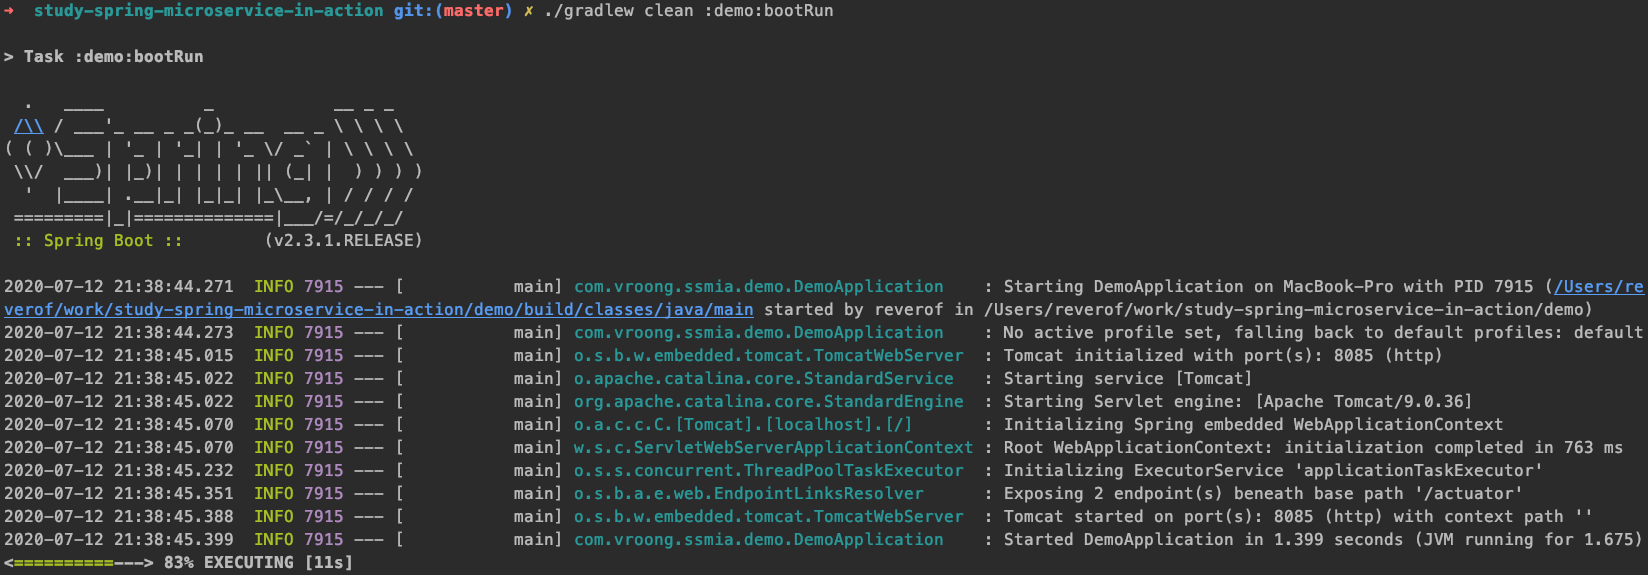 ➜  study-spring-microservice-in-action git:(master) ✗ ./gradlew clean :demo:bootRun

> Task :demo:bootRun

  .   ____          _            __ _ _
 /\\ / ___'_ __ _ _(_)_ __  __ _ \ \ \ \
( ( )\___ | '_ | '_| | '_ \/ _` | \ \ \ \
 \\/  ___)| |_)| | | | | || (_| |  ) ) ) )
  '  |____| .__|_| |_|_| |_\__, | / / / /
 =========|_|==============|___/=/_/_/_/
 :: Spring Boot ::        (v2.3.1.RELEASE)

2020-07-12 21:38:44.271  INFO 7915 --- [           main] com.vroong.ssmia.demo.DemoApplication    : Starting DemoApplication on MacBook-Pro with PID 7915 (/Users/re
verof/work/study-spring-microservice-in-action/demo/build/classes/java/main started by reverof in /Users/reverof/work/study-spring-microservice-in-action/demo)
2020-07-12 21:38:44.273  INFO 7915 --- [           main] com.vroong.ssmia.demo.DemoApplication    : No active profile set, falling back to default profiles: default
2020-07-12 21:38:45.015  INFO 7915 --- [           main] o.s.b.w.embedded.tomcat.TomcatWebServer  : Tomcat initialized with port(s): 8085 (http)
2020-07-12 21:38:45.022  INFO 7915 --- [           main] o.apache.catalina.core.StandardService   : Starting service [Tomcat]
2020-07-12 21:38:45.022  INFO 7915 --- [           main] org.apache.catalina.core.StandardEngine  : Starting Servlet engine: [Apache Tomcat/9.0.36]
2020-07-12 21:38:45.070  INFO 7915 --- [           main] o.a.c.c.C.[Tomcat].[localhost].[/]       : Initializing Spring embedded WebApplicationContext
2020-07-12 21:38:45.070  INFO 7915 --- [           main] w.s.c.ServletWebServerApplicationContext : Root WebApplicationContext: initialization completed in 763 ms
2020-07-12 21:38:45.232  INFO 7915 --- [           main] o.s.s.concurrent.ThreadPoolTaskExecutor  : Initializing ExecutorService 'applicationTaskExecutor'
2020-07-12 21:38:45.351  INFO 7915 --- [           main] o.s.b.a.e.web.EndpointLinksResolver      : Exposing 2 endpoint(s) beneath base path '/actuator'
2020-07-12 21:38:45.388  INFO 7915 --- [           main] o.s.b.w.embedded.tomcat.TomcatWebServer  : Tomcat started on port(s): 8085 (http) with context path ''
2020-07-12 21:38:45.399  INFO 7915 --- [           main] com.vroong.ssmia.demo.DemoApplication    : Started DemoApplication in 1.399 seconds (JVM running for 1.675)
<==========---> 83% EXECUTING [11s]